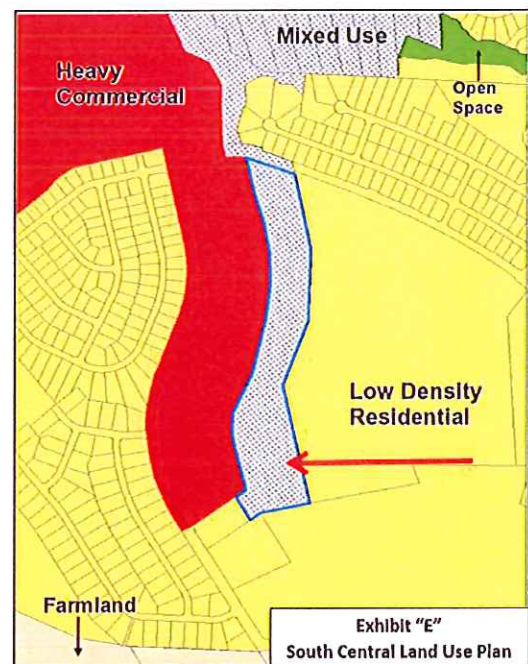 Mixed Use
Heavy
Commercial
Open
Space
Low Density
Residential
Farmland
Exhibit "E"
South Central Land Use Plan